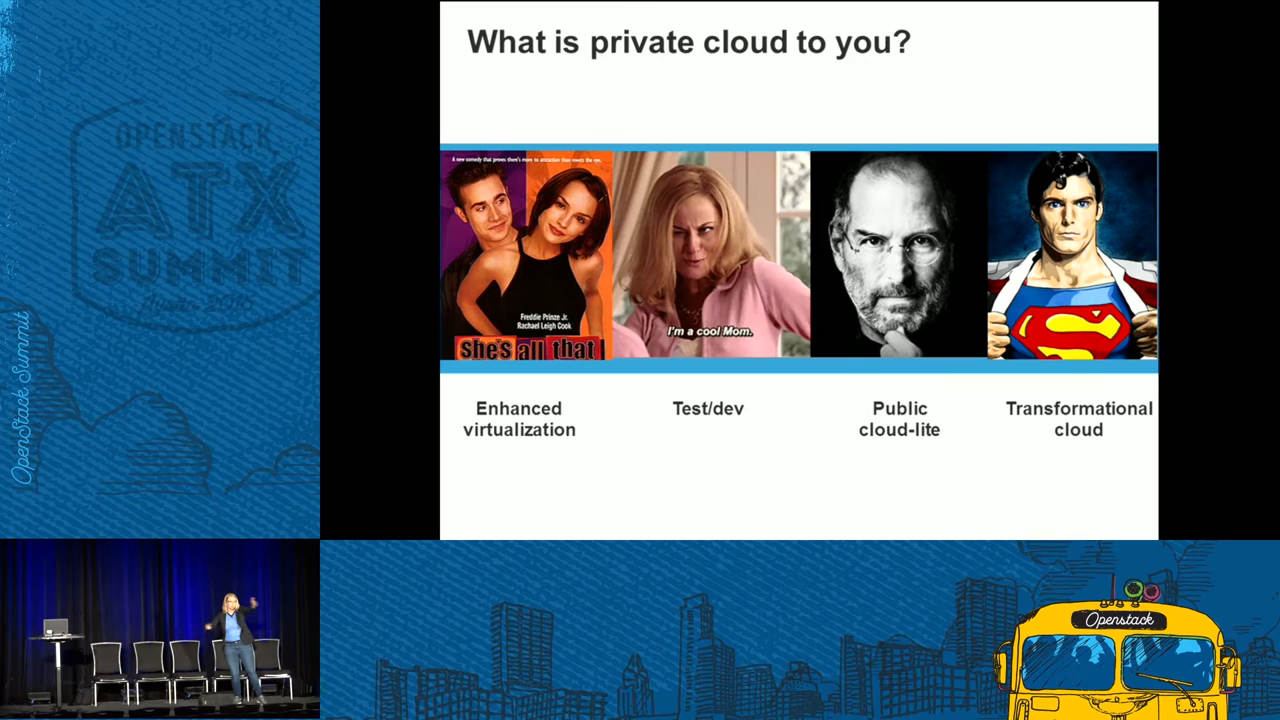 What is private cloud to you?
OPENSTACK
ATX
SUMMIT
OpenStack Summit
A new comedy that proves there's more to attraction than meets the eye.
Freddie Prinze Jr.
Rachael Leigh Cook
she's all that
I'm a cool Mom.
Enhanced
virtualization
Test/dev
Public
cloud-lite
Transformational
cloud
Openstack